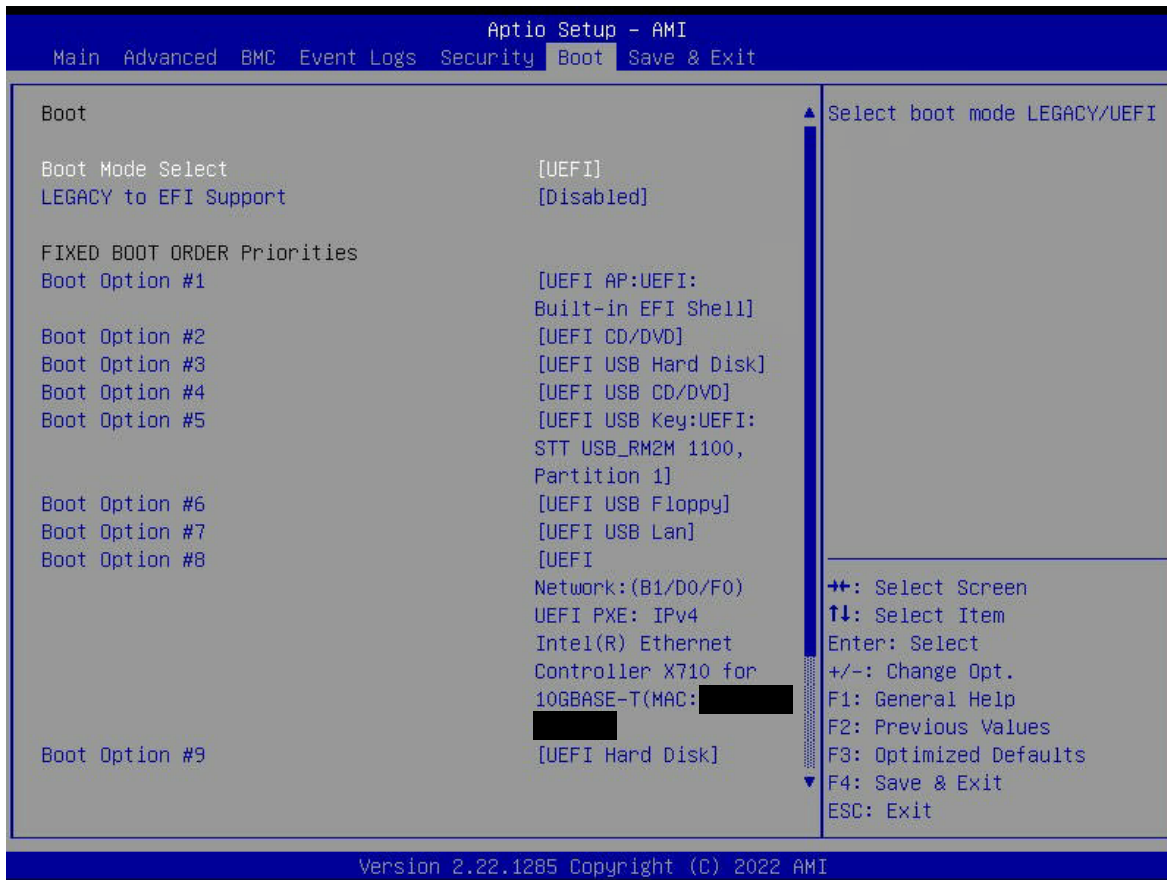 Aptio Setup – AMI
Main Advanced BMC Event Logs Security Boot Save & Exit
Boot
Boot Mode Select [UEFI]
LEGACY to EFI Support [Disabled]
FIXED BOOT ORDER Priorities
Boot Option #1 [UEFI AP:UEFI:
Built-in EFI Shell]
Boot Option #2 [UEFI CD/DVD]
Boot Option #3 [UEFI USB Hard Disk]
Boot Option #4 [UEFI USB CD/DVD]
Boot Option #5 [UEFI USB Key:UEFI:
STT USB_RM2M 1100,
Partition 1]
Boot Option #6 [UEFI USB Floppy]
Boot Option #7 [UEFI USB Lan]
Boot Option #8 [UEFI
Network:(B1/D0/F0)
UEFI PXE: IPv4
Intel(R) Ethernet
Controller X710 for
10GBASE-T(MAC:
Boot Option #9 [UEFI Hard Disk]
Select boot mode LEGACY/UEFI
→←: Select Screen
↑↓: Select Item
Enter: Select
+/-: Change Opt.
F1: General Help
F2: Previous Values
F3: Optimized Defaults
F4: Save & Exit
ESC: Exit
Version 2.22.1285 Copyright (C) 2022 AMI